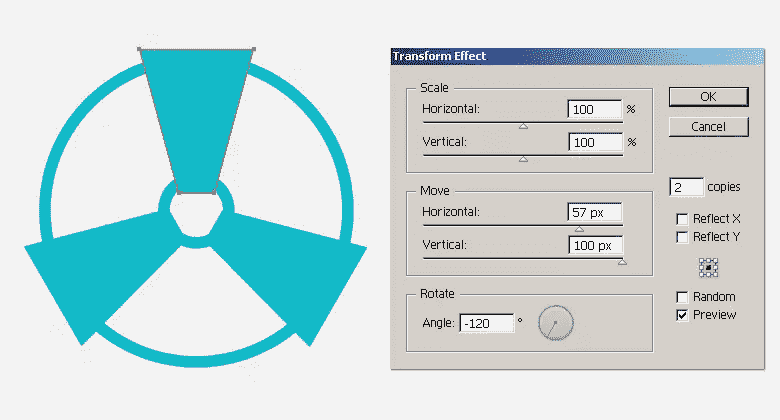 Transform Effect
Scale
Horizontal: 100 %
Vertical: 100 %
Move
Horizontal: 57 px
Vertical: 100 px
Rotate
Angle: -120 °
OK
Cancel
2 copies
Reflect X
Reflect Y
Random
Preview